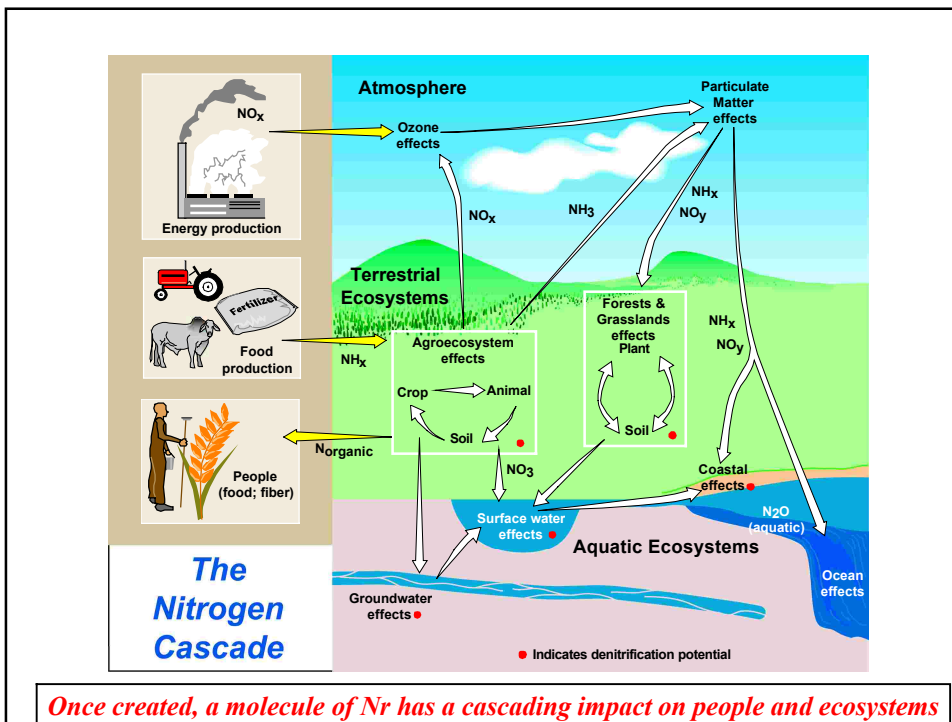 Atmosphere
Particulate
Matter
effects
NOx
Ozone
effects
Energy production
NOx
NH3
NHx
NOy
Terrestrial
Ecosystems
Fertilizer
Food
production
NHx
Agroecosystem
effects
Crop
Animal
Soil
Forests &
Grasslands
effects
Plant
Soil
NHx
NOy
Norganic
People
(food; fiber)
NO3
Coastal
effects
Surface water
effects
N2O
(aquatic)
Aquatic Ecosystems
Ocean
effects
The
Nitrogen
Cascade
Groundwater
effects
Indicates denitrification potential
Once created, a molecule of Nr has a cascading impact on people and ecosystems